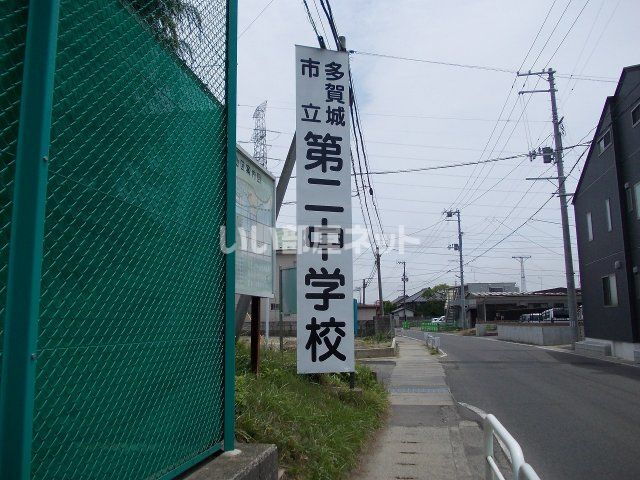 多賀城
市立
第二中学校
いい部屋ネット